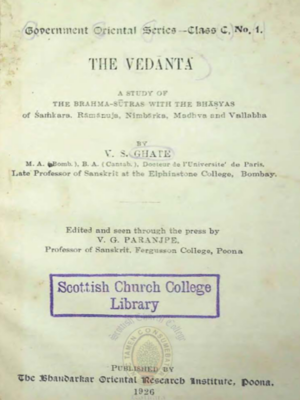 Government Oriental Series—Class C, No. 1.
THE VEDĀNTA
A STUDY OF
THE BRAHMA-SŪTRAS WITH THE BHĀṢYAS
of Śaṁkara, Rāmānuja, Nimbārka, Madhva and Vallabha
BY
V. S. GHATE
M. A. (Bomb.), B. A. (Cantab.), Docteur de l'Université de Paris.
Late Professor of Sanskrit at the Elphinstone College, Bombay.
Edited and seen through the press by
V. G. PARANJPE,
Professor of Sanskrit, Fergusson College, Poona
Scottish Church College
Library
PUBLISHED BY
The Bhandarkar Oriental Research Institute, Poona.
1926